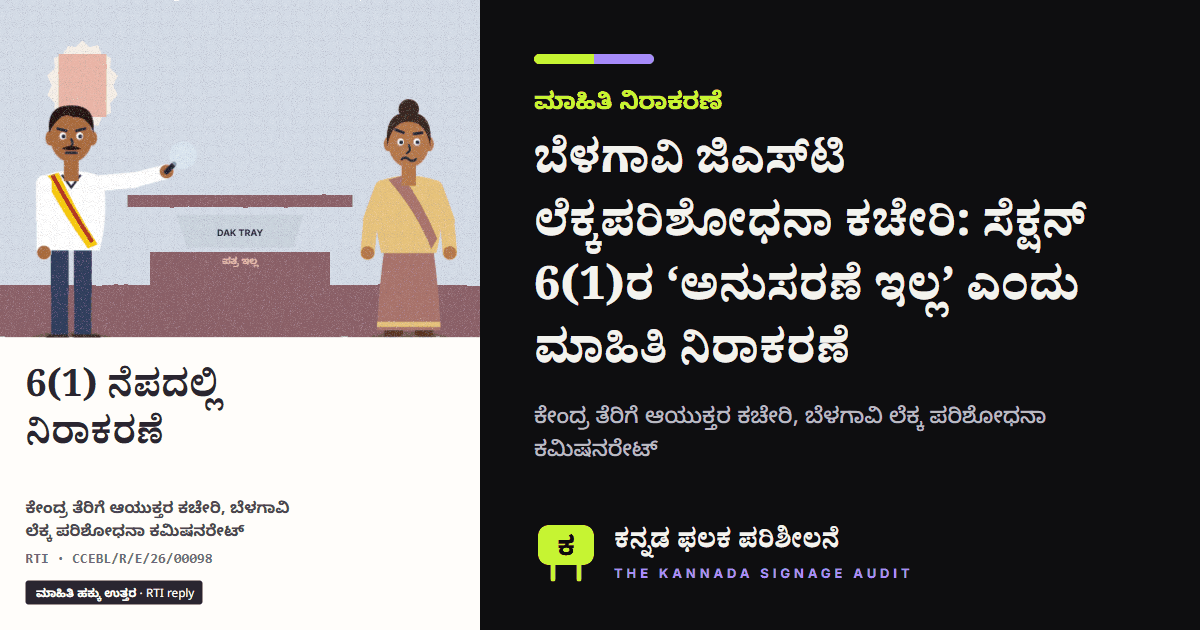 DAK TRAY
ಪತ್ರ ಇಲ್ಲ
6(1) ನೆಪದಲ್ಲಿ
ನಿರಾಕರಣೆ
ಕೇಂದ್ರ ತೆರಿಗೆ ಆಯುಕ್ತರ ಕಚೇರಿ, ಬೆಳಗಾವಿ
ಲೆಕ್ಕ ಪರಿಶೋಧನಾ ಕಮಿಷನರೇಟ್
RTI · CCEBL/R/E/26/00098
ಮಾಹಿತಿ ಹಕ್ಕು ಉತ್ತರ · RTI reply
ಮಾಹಿತಿ ನಿರಾಕರಣೆ
ಬೆಳಗಾವಿ ಜಿಎಸ್‌ಟಿ
ಲೆಕ್ಕಪರಿಶೋಧನಾ ಕಚೇರಿ: ಸೆಕ್ಷನ್
6(1)ರ ‘ಅನುಸರಣೆ ಇಲ್ಲ’ ಎಂದು
ಮಾಹಿತಿ ನಿರಾಕರಣೆ
ಕೇಂದ್ರ ತೆರಿಗೆ ಆಯುಕ್ತರ ಕಚೇರಿ, ಬೆಳಗಾವಿ ಲೆಕ್ಕ ಪರಿಶೋಧನಾ
ಕಮಿಷನರೇಟ್
ಕ
ಕನ್ನಡ ಫಲಕ ಪರಿಶೀಲನೆ
THE KANNADA SIGNAGE AUDIT